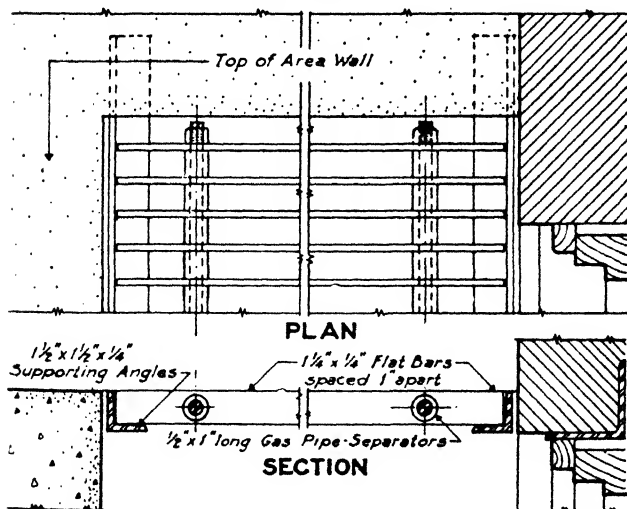 Top of Area Wall
PLAN
1½"x1½"x¼"
Supporting Angles
1¼"x¼" Flat Bars
spaced 1" apart
½"x1" long Gas Pipe-Separators
SECTION